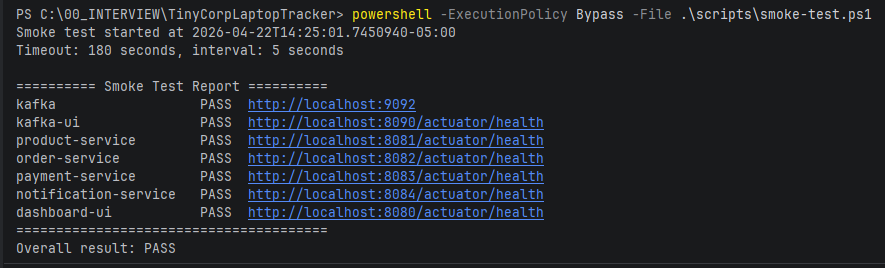 PS C:\00_INTERVIEW\TinyCorpLaptopTracker> powershell -ExecutionPolicy Bypass -File .\scripts\smoke-test.ps1
Smoke test started at 2026-04-22T14:25:01.7450940-05:00
Timeout: 180 seconds, interval: 5 seconds

========== Smoke Test Report ==========
kafka                  PASS  http://localhost:9092
kafka-ui               PASS  http://localhost:8090/actuator/health
product-service        PASS  http://localhost:8081/actuator/health
order-service          PASS  http://localhost:8082/actuator/health
payment-service        PASS  http://localhost:8083/actuator/health
notification-service   PASS  http://localhost:8084/actuator/health
dashboard-ui           PASS  http://localhost:8080/actuator/health
=======================================
Overall result: PASS